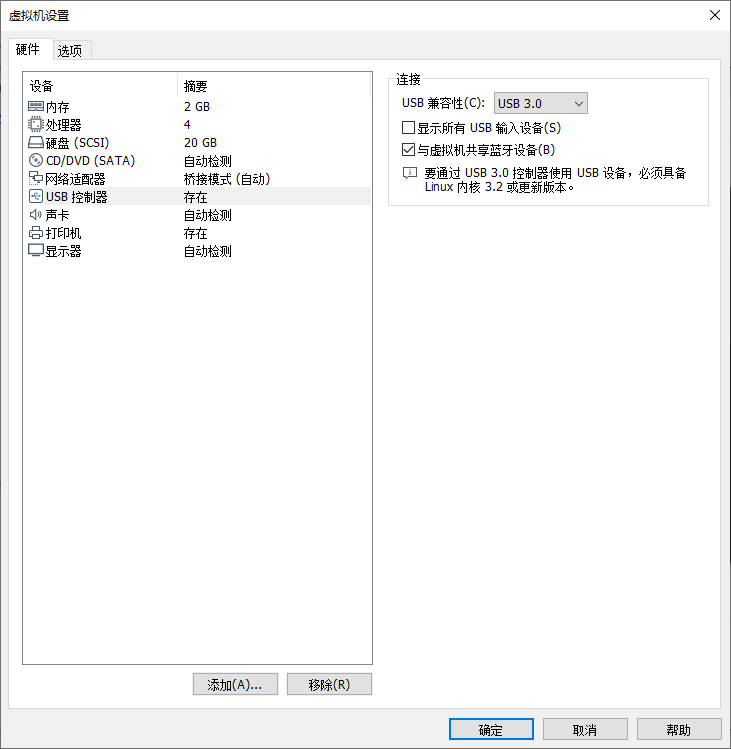 虚拟机设置
硬件 选项
设备 摘要
内存 2 GB
处理器 4
硬盘 (SCSI) 20 GB
CD/DVD (SATA) 自动检测
网络适配器 桥接模式 (自动)
USB 控制器 存在
声卡 自动检测
打印机 存在
显示器 自动检测
连接
USB 兼容性(C): USB 3.0
显示所有 USB 输入设备(S)
与虚拟机共享蓝牙设备(B)
要通过 USB 3.0 控制器使用 USB 设备，必须具备
Linux 内核 3.2 或更新版本。
添加(A)... 移除(R)
确定 取消 帮助